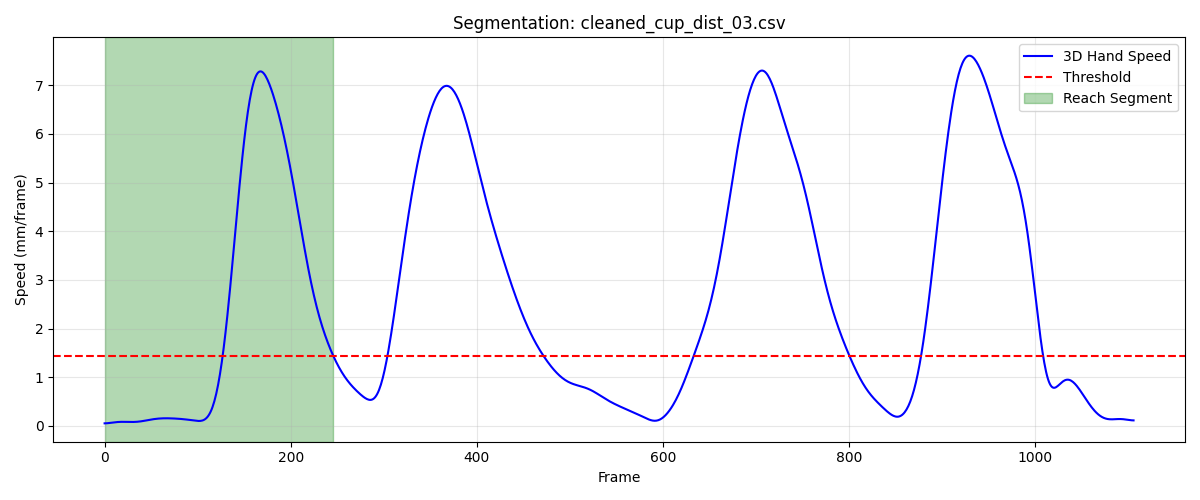 Segmentation: cleaned_cup_dist_03.csv
3D Hand Speed
Threshold
Reach Segment
Speed (mm/frame)
7
6
5
4
3
2
1
0
0 200 400 600 800 1000
Frame